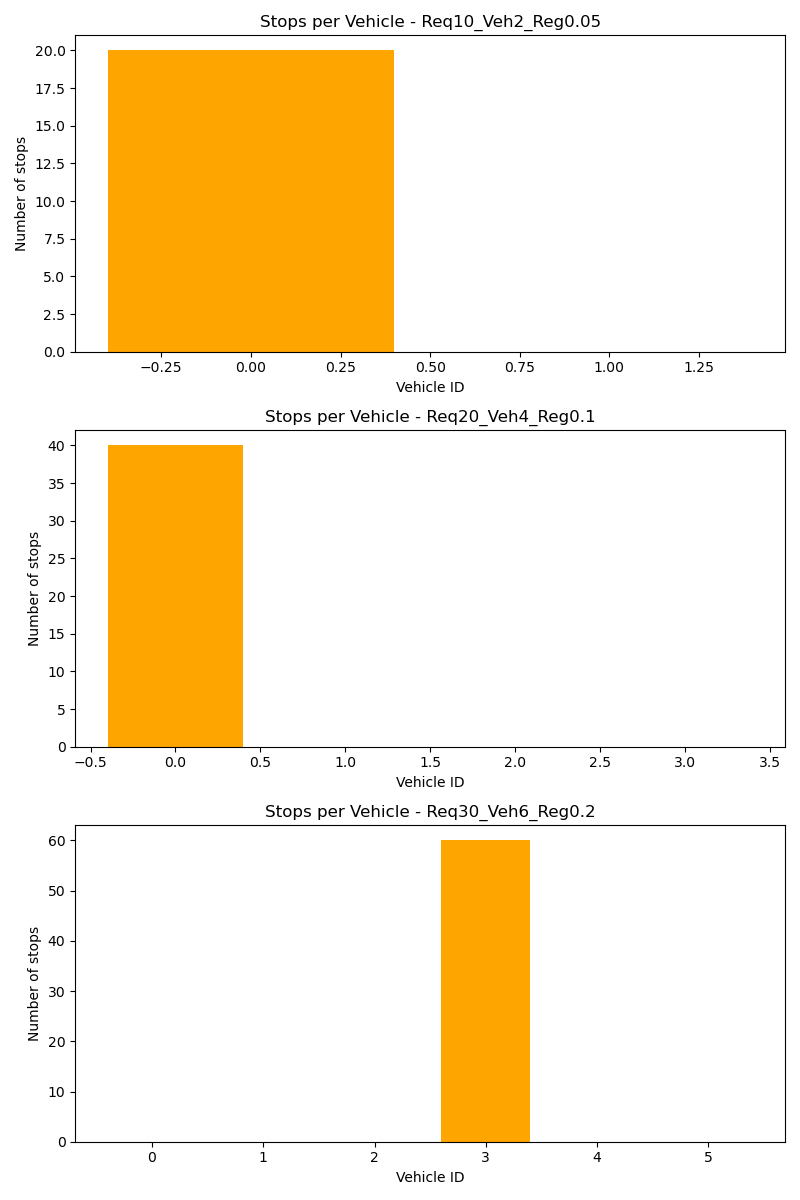 Stops per Vehicle - Req10_Veh2_Reg0.05
20.0
17.5
15.0
12.5
10.0
7.5
5.0
2.5
0.0
Number of stops
−0.25 0.00 0.25 0.50 0.75 1.00 1.25
Vehicle ID
Stops per Vehicle - Req20_Veh4_Reg0.1
40
35
30
25
20
15
10
5
0
Number of stops
−0.5 0.0 0.5 1.0 1.5 2.0 2.5 3.0 3.5
Vehicle ID
Stops per Vehicle - Req30_Veh6_Reg0.2
60
50
40
30
20
10
0
Number of stops
0 1 2 3 4 5
Vehicle ID